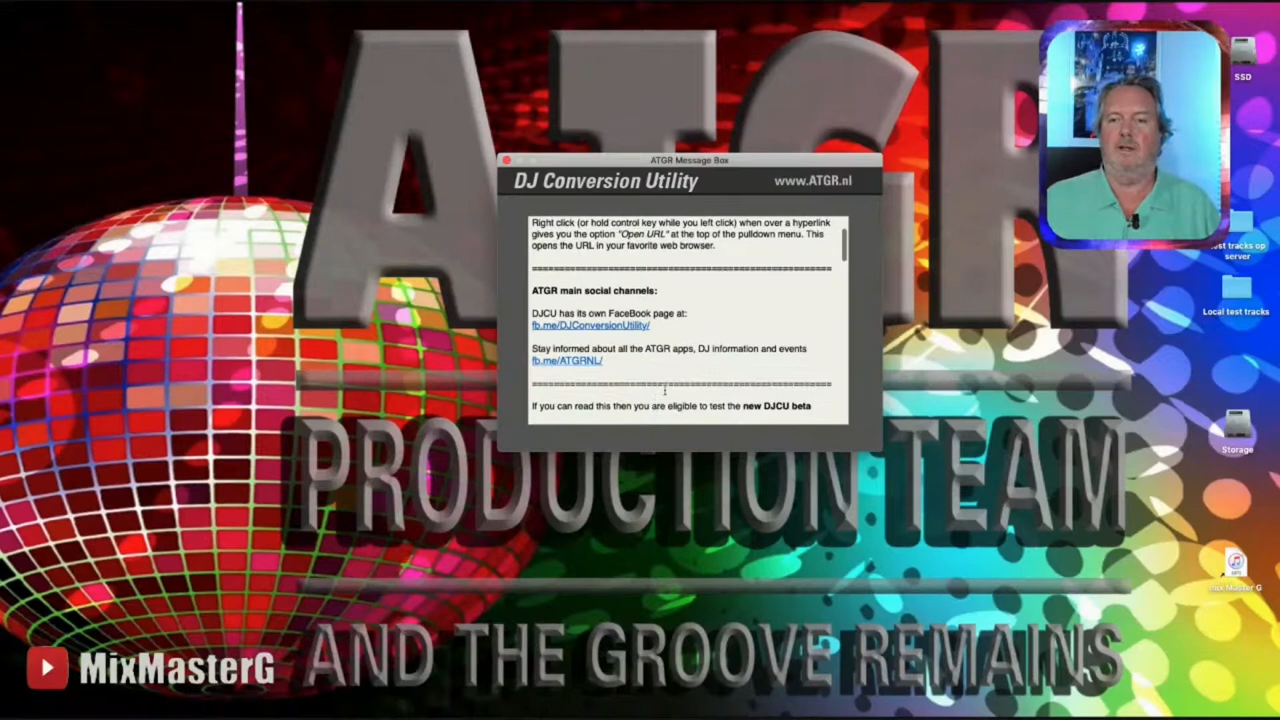 ATGR
SSD
ATGR Message Box
DJ Conversion Utility
www.ATGR.nl
Right click (or hold control key while you left click) when over a hyperlink
gives you the option "Open URL" at the top of the pulldown menu. This
opens the URL in your favorite web browser.
ATGR main social channels:
DJCU has its own FaceBook page at:
fb.me/DJConversionUtility/
Stay informed about all the ATGR apps, DJ information and events
fb.me/ATGRNL/
If you can read this then you are eligible to test the new DJCU beta
st tracks op
server
Local test tracks
Storage
PRODUCTION TEAM
Master G
AND THE GROOVE REMAINS
MixMasterG